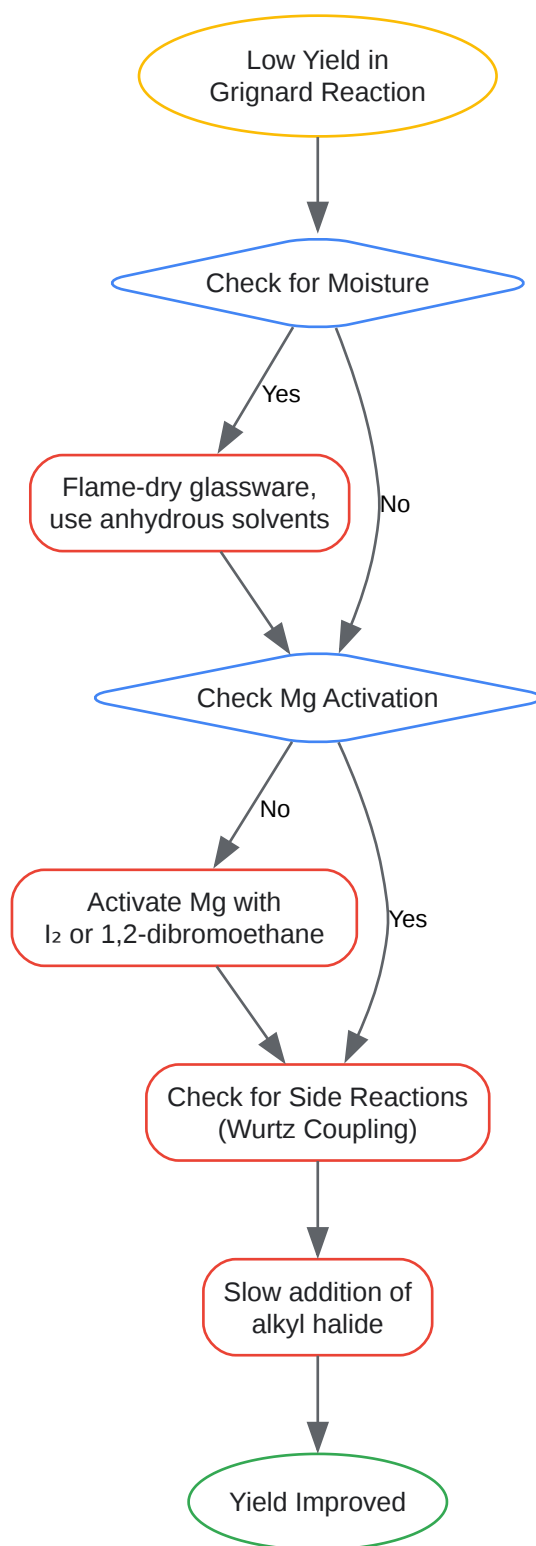 Low Yield in
Grignard Reaction
Check for Moisture
Yes
Flame-dry glassware,
use anhydrous solvents
No
Check Mg Activation
No
Activate Mg with
I₂ or 1,2-dibromoethane
Yes
Check for Side Reactions
(Wurtz Coupling)
Slow addition of
alkyl halide
Yield Improved